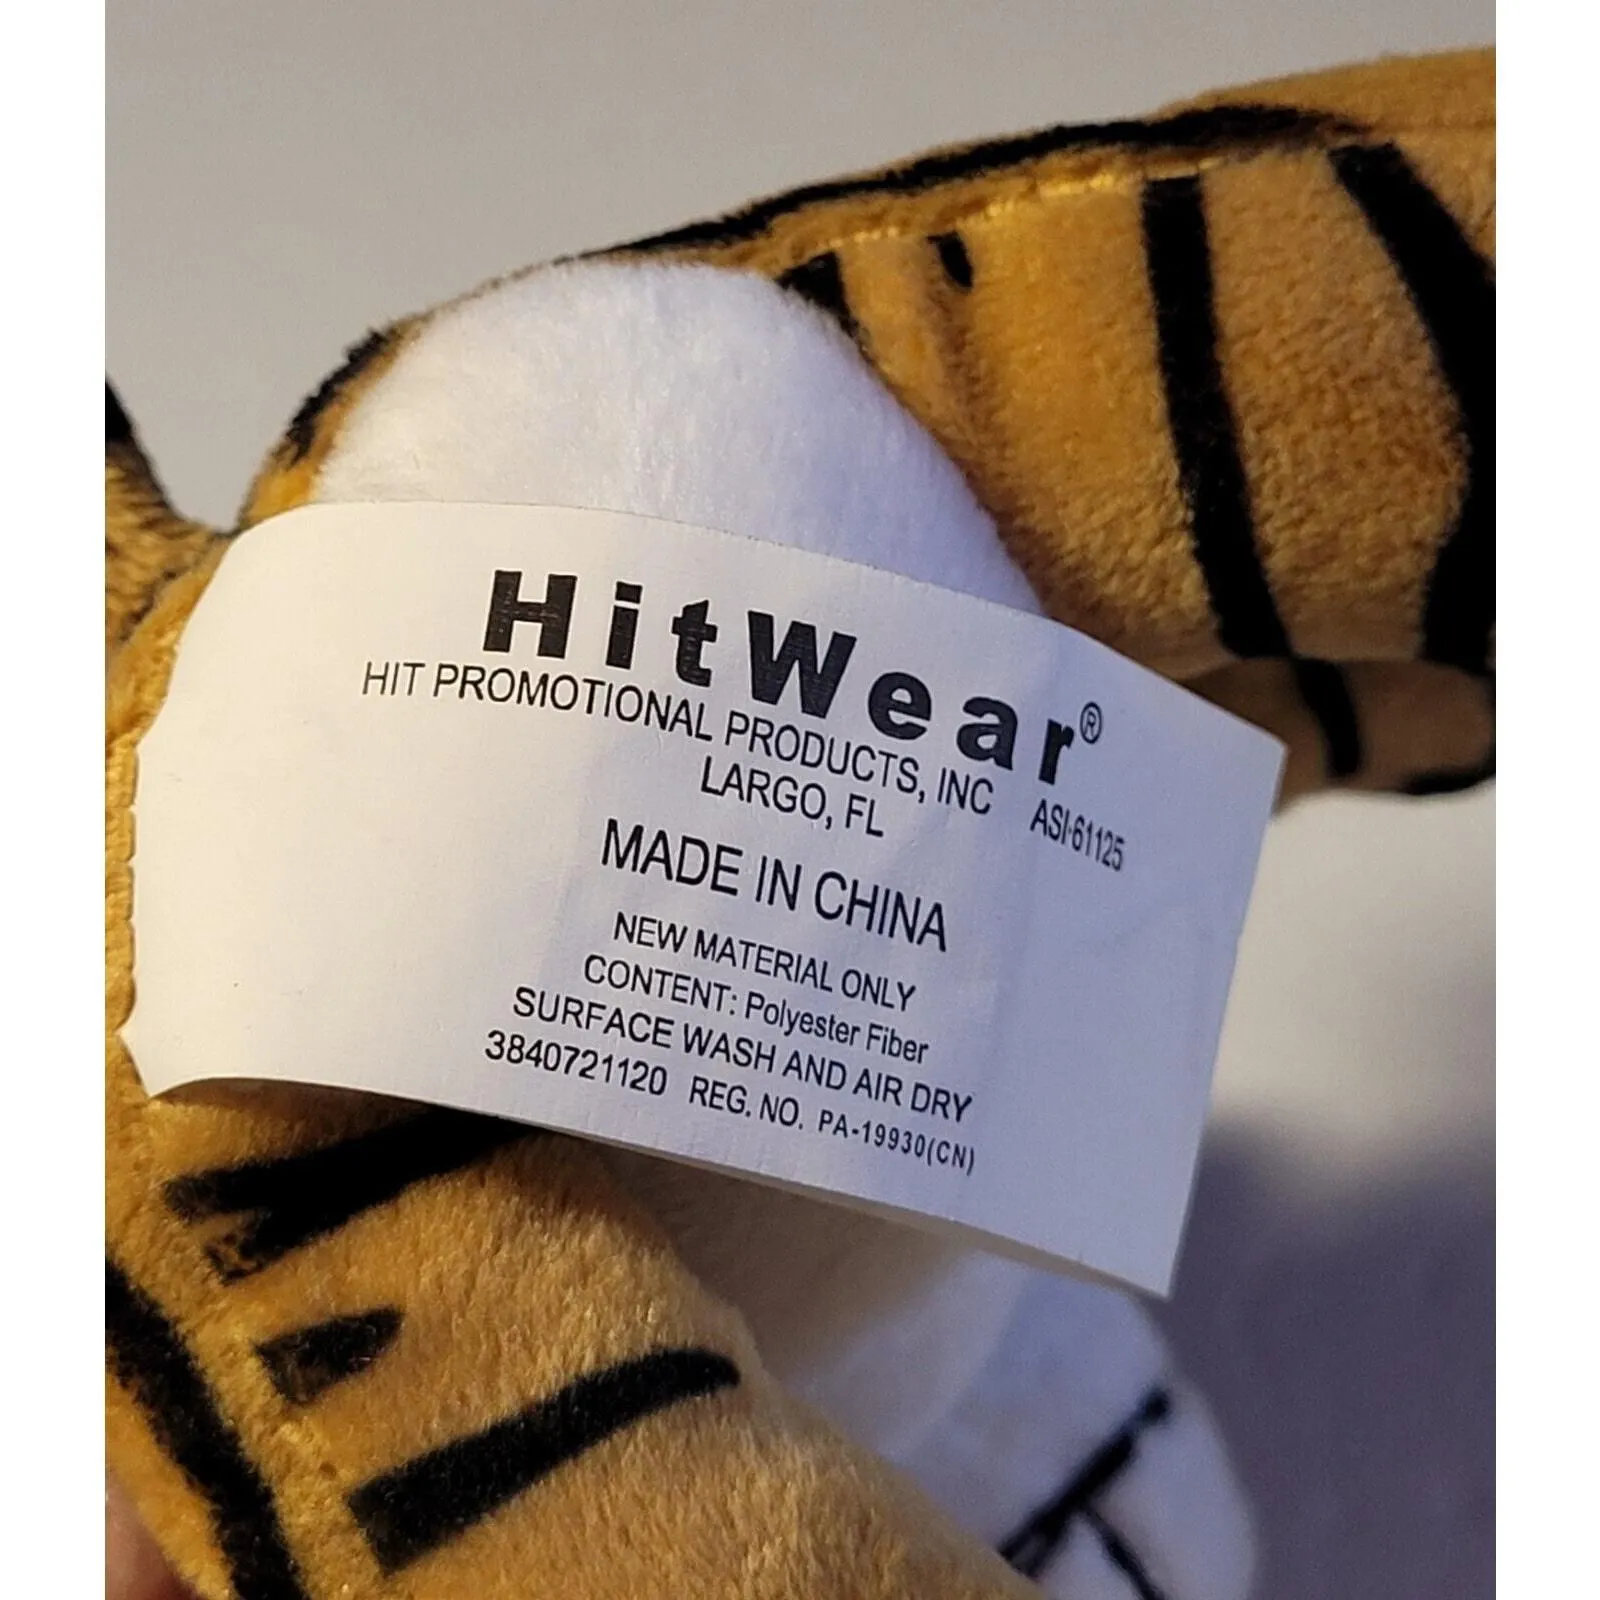 HitWear®
HIT PROMOTIONAL PRODUCTS, INC ASI-61125
LARGO, FL
MADE IN CHINA
NEW MATERIAL ONLY
CONTENT: Polyester Fiber
SURFACE WASH AND AIR DRY
3840721120 REG. NO. PA-19930(CN)